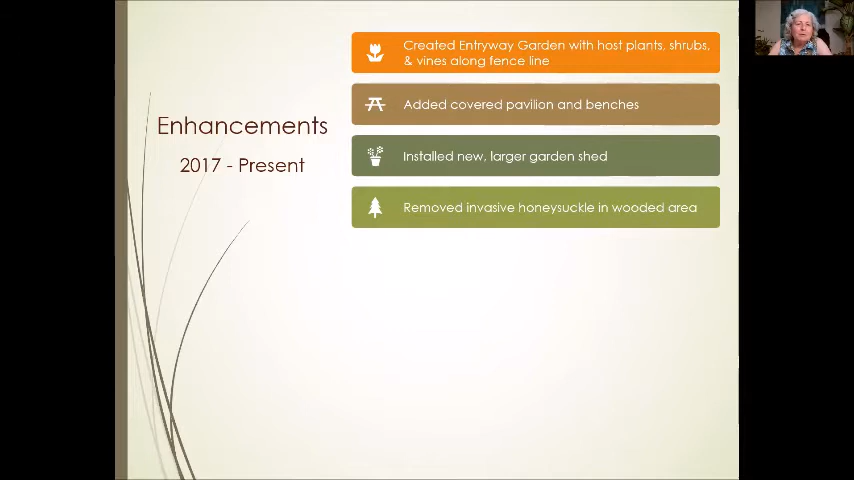 Enhancements
2017 - Present
Created Entryway Garden with host plants, shrubs,
& vines along fence line
Added covered pavilion and benches
Installed new, larger garden shed
Removed invasive honeysuckle in wooded area